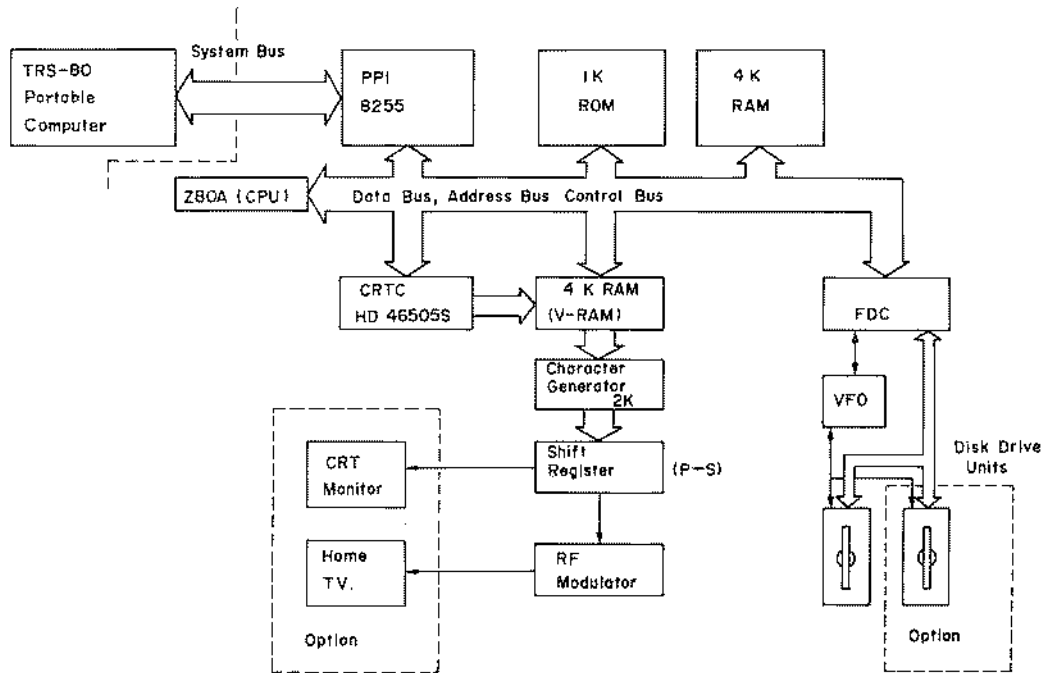 System Bus
TRS-80
Portable
Computer
PPI
8255
1K
ROM
4K
RAM
Z80A (CPU)
Data Bus, Address Bus Control Bus
CRTC
HD 46505S
4 K RAM
(V-RAM)
FDC
Character
Generator
2K
VFO
Shift
Register
(P-S)
CRT
Monitor
Disk Drive
Units
Home
TV.
RF
Modulator
Option
Option